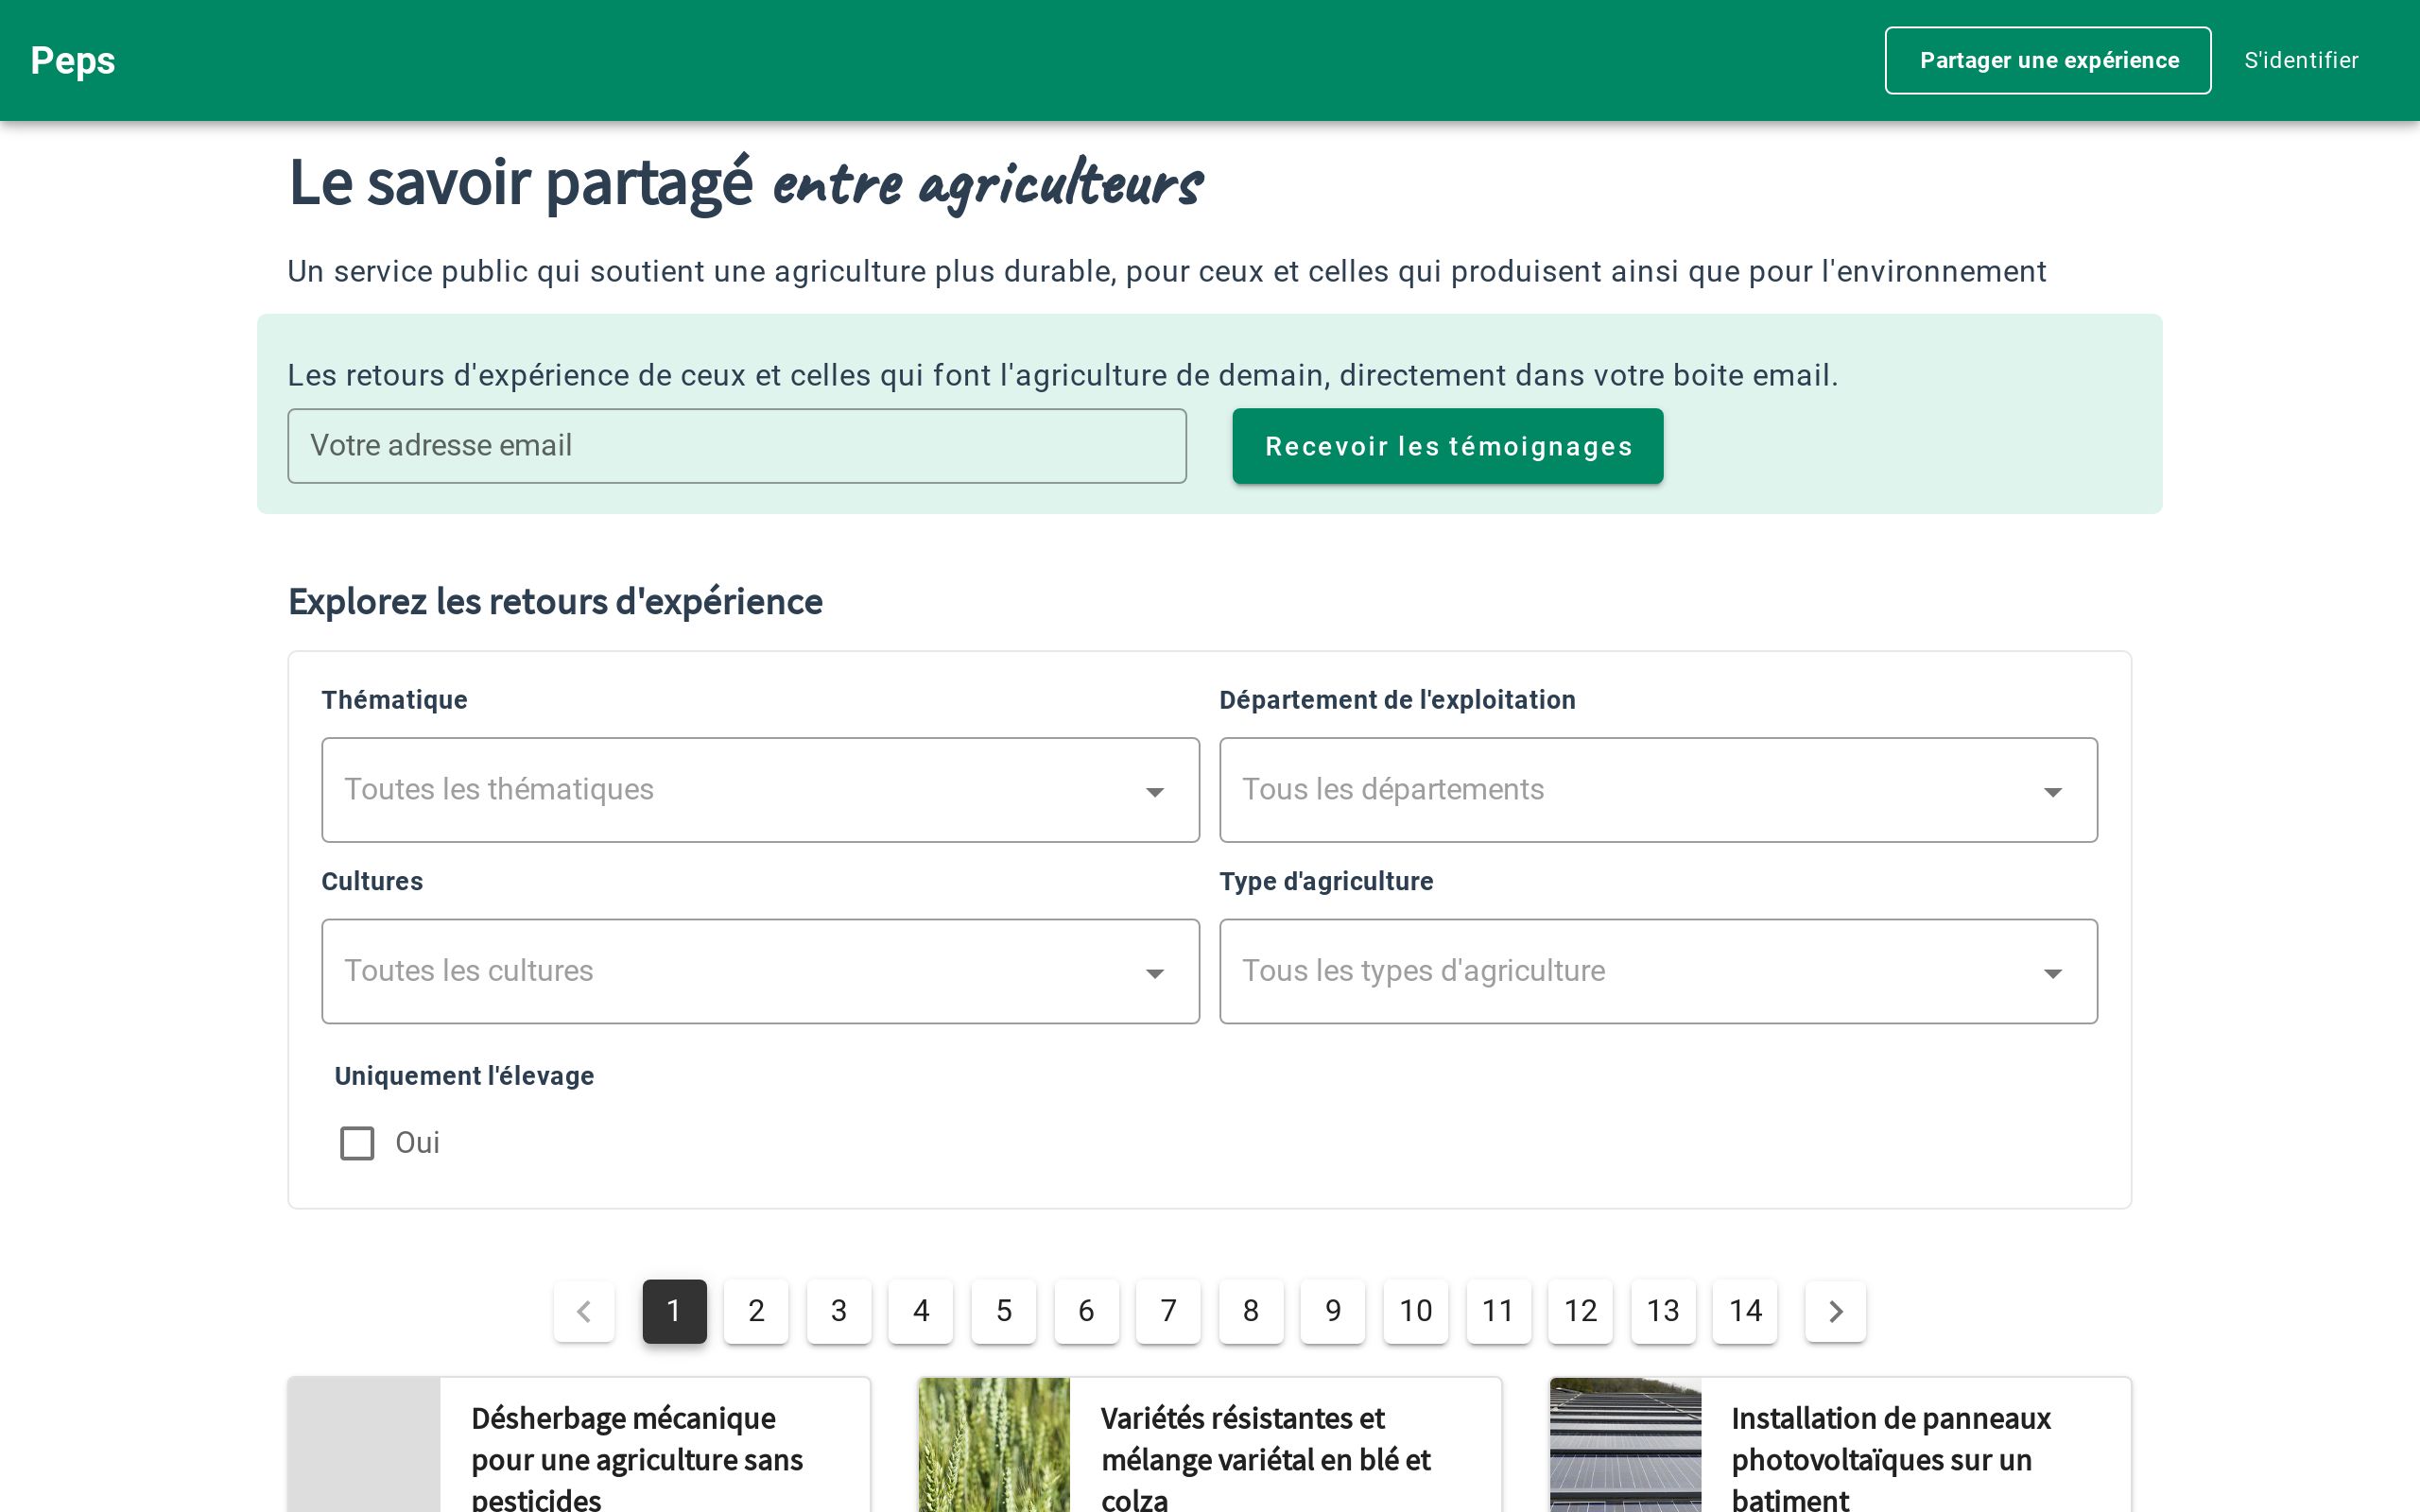 Peps
Partager une expérience
S'identifier
Le savoir partagé entre agriculteurs
Un service public qui soutient une agriculture plus durable, pour ceux et celles qui produisent ainsi que pour l'environnement
Les retours d'expérience de ceux et celles qui font l'agriculture de demain, directement dans votre boite email.
Votre adresse email
Recevoir les témoignages
Explorez les retours d'expérience
Thématique
Département de l'exploitation
Toutes les thématiques
Tous les départements
Cultures
Type d'agriculture
Toutes les cultures
Tous les types d'agriculture
Uniquement l'élevage
Oui
1 2 3 4 5 6 7 8 9 10 11 12 13 14
Désherbage mécanique
pour une agriculture sans
pesticides
Variétés résistantes et
mélange variétal en blé et
colza
Installation de panneaux
photovoltaïques sur un
batiment